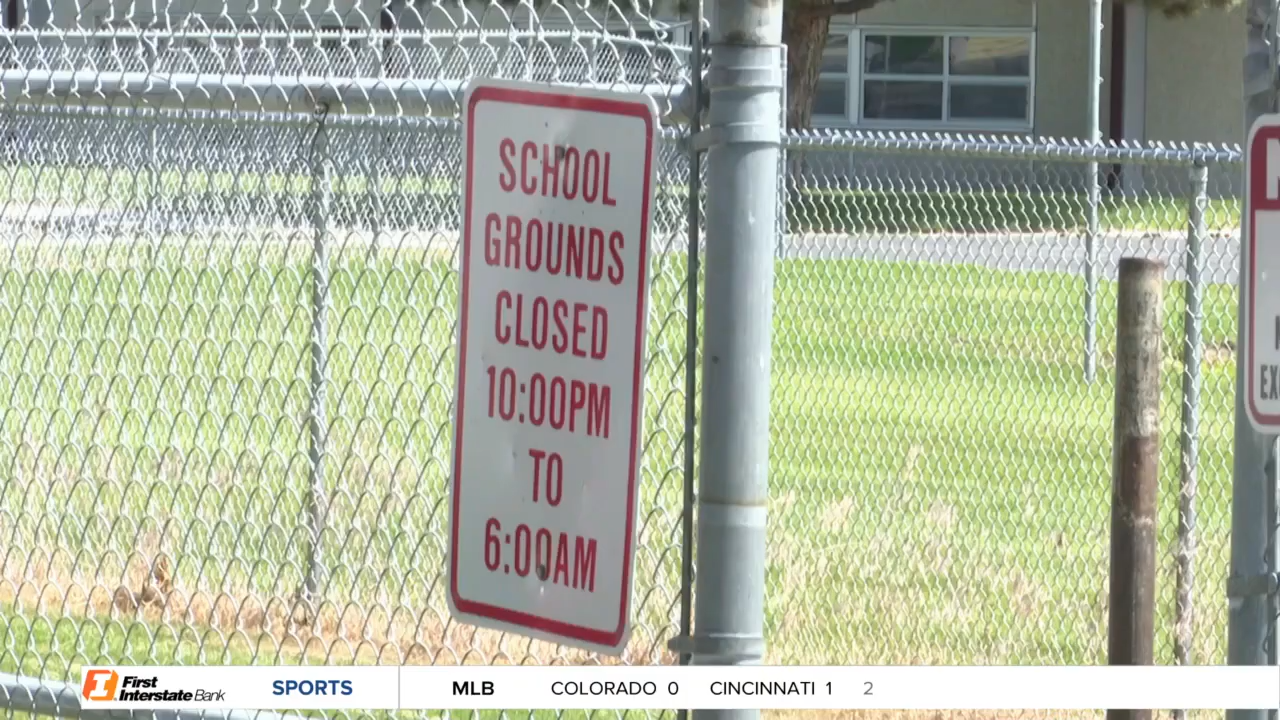 SCHOOL
GROUNDS
CLOSED
10:00PM
TO
6:00AM
First
Interstate Bank
SPORTS MLB COLORADO 0 CINCINNATI 1 2